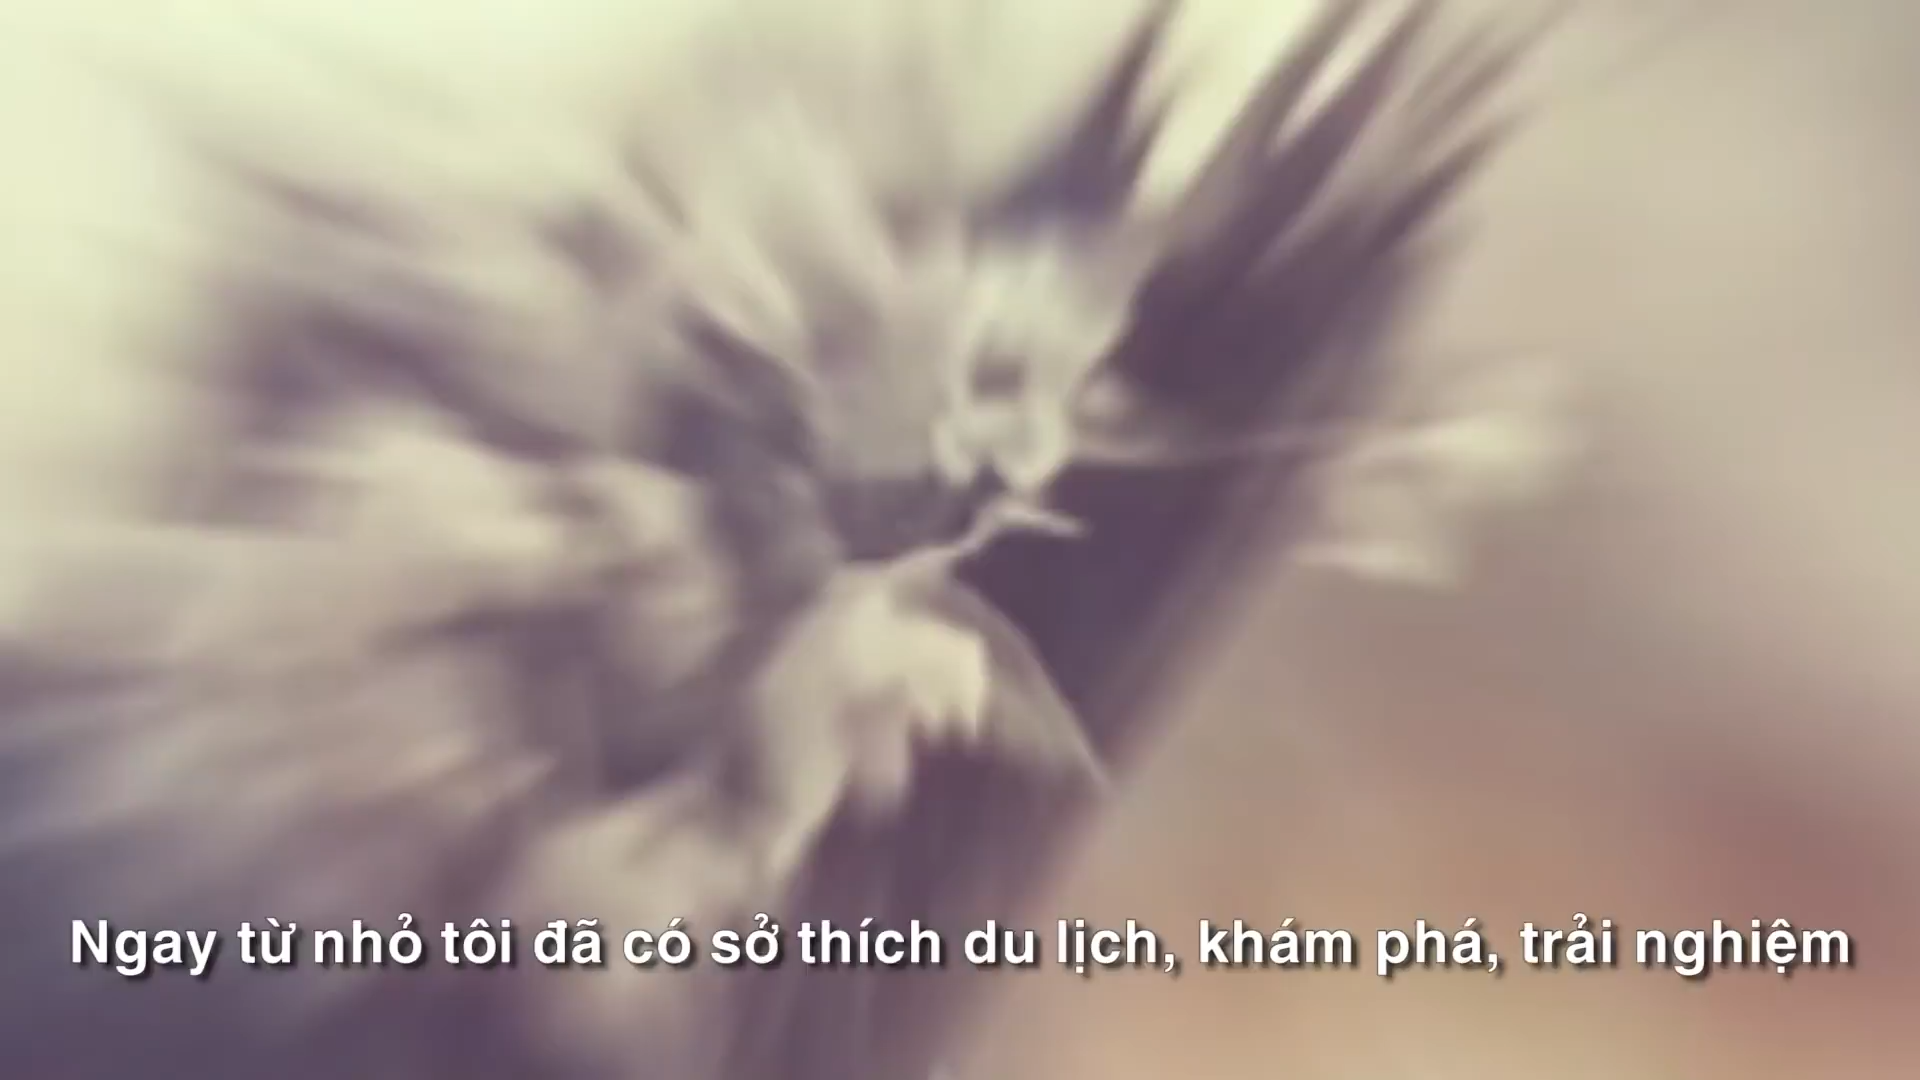 Ngay từ nhỏ tôi đã có sở thích du lịch, khám phá, trải nghiệm